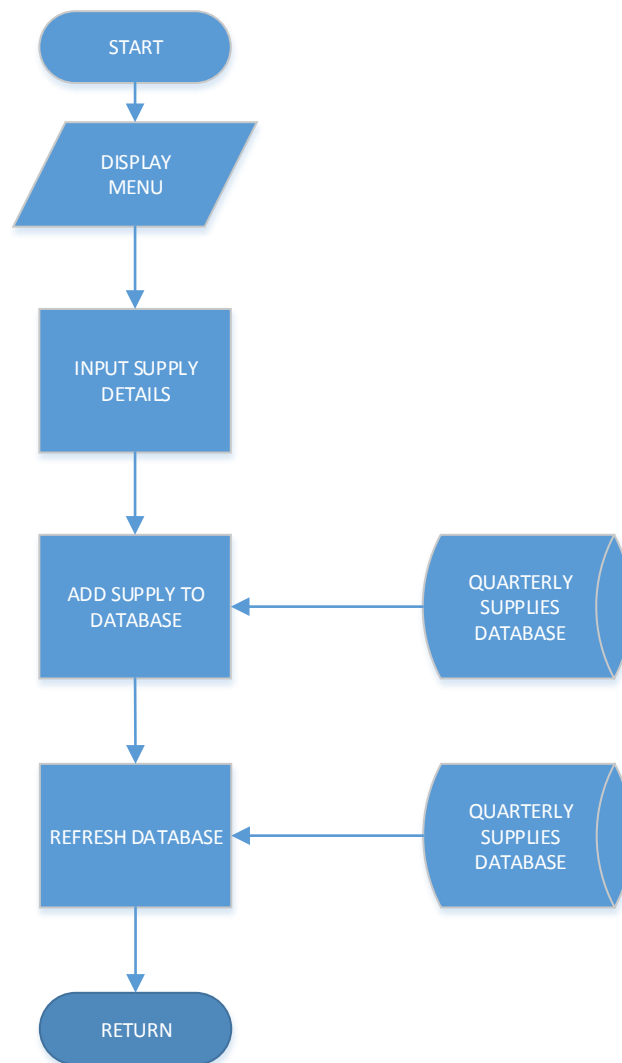 START
DISPLAY
MENU
INPUT SUPPLY
DETAILS
ADD SUPPLY TO
DATABASE
QUARTERLY
SUPPLIES
DATABASE
REFRESH DATABASE
QUARTERLY
SUPPLIES
DATABASE
RETURN